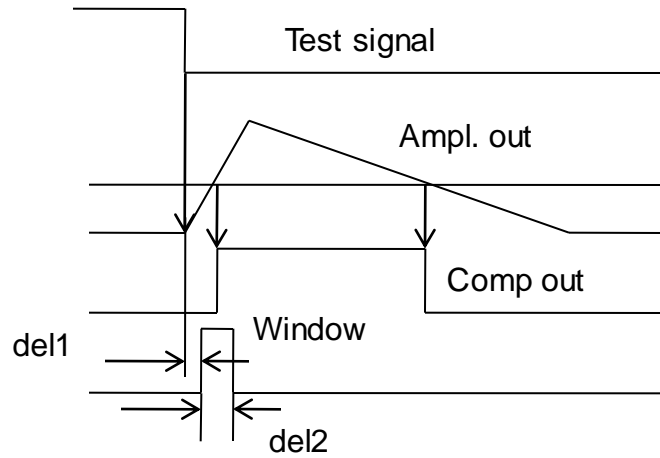 Test signal
Ampl. out
Comp out
Window
del1
del2